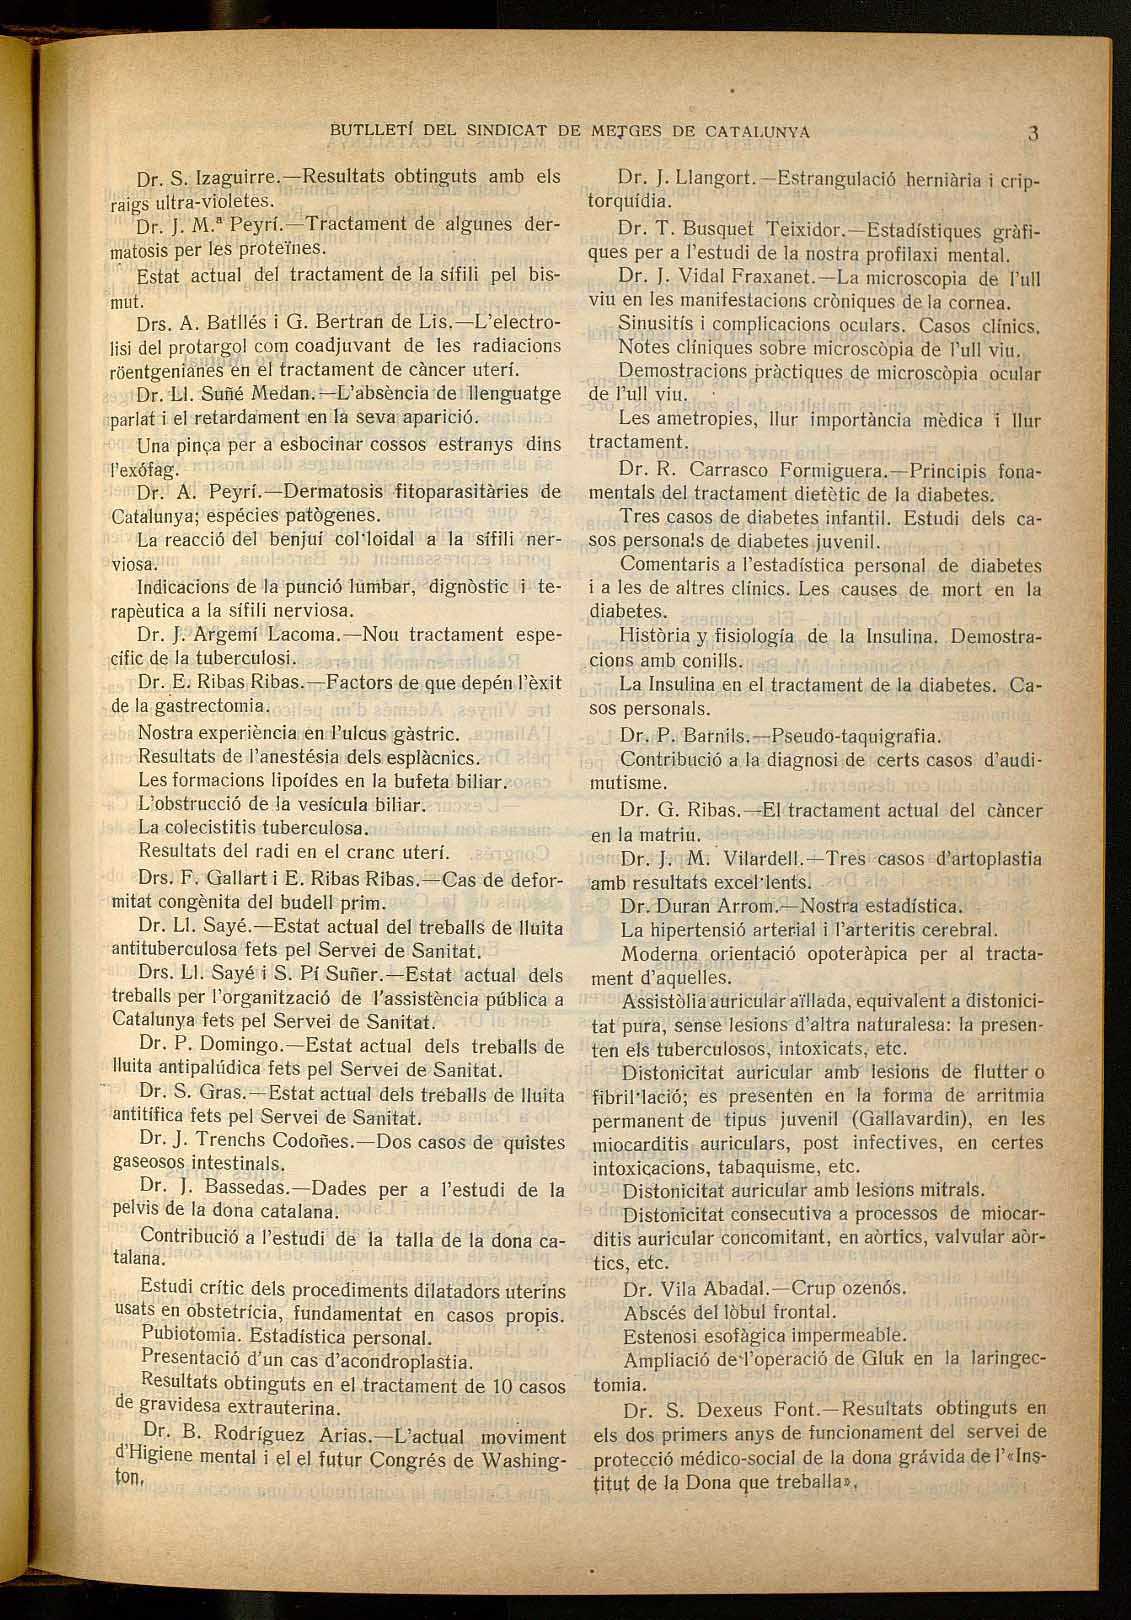 BUTLLETÍ DEL SINDICAT DE METGES DE CATALUNYA
3
Dr. S. Izaguirre.—Resultats obtinguts amb els
raigs ultra-violetes.
Dr. J. M.ª Peyrí.—Tractament de algunes der-
matosis per les proteïnes.
Estat actual del tractament de la sífili pel bis-
mut.
Drs. A. Batllés i G. Bertran de Lis.—L'electro-
lisi del protargol com coadjuvant de les radiacions
röentgenianes en el tractament de càncer uterí.
Dr. Ll. Suñé Medan.—L'absència de llenguatge
parlat i el retardament en la seva aparició.
Una pinça per a esbocinar cossos estranys dins
l'exófag.
Dr. A. Peyrí.—Dermatosis fitoparasitàries de
Catalunya; espécies patògenes.
La reacció del benjuí col·loidal a la sífili ner-
viosa.
Indicacions de la punció lumbar, dignòstic i te-
rapèutica a la sífili nerviosa.
Dr. J. Argemí Lacoma.—Nou tractament espe-
cífic de la tuberculosi.
Dr. E. Ribas Ribas.—Factors de que depén l'èxit
de la gastrectomia.
Nostra experiència en l'ulcus gàstric.
Resultats de l'anestésia dels esplàcnics.
Les formacions lipoides en la bufeta biliar.
L'obstrucció de la vesícula biliar.
La colecistitis tuberculosa.
Resultats del radi en el cranc uterí.
Drs. F. Gallart i E. Ribas Ribas.—Cas de defor-
mitat congènita del budell prim.
Dr. Ll. Sayé.—Estat actual del treballs de lluita
antituberculosa fets pel Servei de Sanitat.
Drs. Ll. Sayé i S. Pí Suñer.—Estat actual dels
treballs per l'òrganització de l'assistència pública a
Catalunya fets pel Servei de Sanitat.
Dr. P. Domingo.—Estat actual dels treballs de
lluita antipalúdica fets pel Servei de Sanitat.
Dr. S. Gras.—Estat actual dels treballs de lluita
antitífica fets pel Servei de Sanitat.
Dr. J. Trenchs Codoñes.—Dos casos de quistes
gaseosos intestinals.
Dr. J. Bassedas.—Dades per a l'estudi de la
pelvis de la dona catalana.
Contribució a l'estudi de la talla de la dona ca-
talana.
Estudi crític dels procediments dilatadors uterins
usats en obstetrícia, fundamentat en casos propis.
Pubiotomia. Estadística personal.
Presentació d'un cas d'acondroplastia.
Resultats obtinguts en el tractament de 10 casos
de gravidesa extrauterina.
Dr. B. Rodríguez Arias.—L'actual moviment
d'Higiene mental i el el futur Congrés de Washing-
ton.
Dr. J. Llangort.—Estrangulació herniària i crip-
torquídia.
Dr. T. Busquet Teixidor.—Estadístiques gràfi-
ques per a l'estudi de la nostra profilaxi mental.
Dr. J. Vidal Fraxanet.—La microscopia de l'ull
viu en les manifestacions cròniques de la cornea.
Sinusitís i complicacions oculars. Casos clínics.
Notes clíniques sobre microscòpia de l'ull viu.
Demostracions pràctiques de microscòpia ocular
de l'ull viu.
Les ametropies, llur importància mèdica i llur
tractament.
Dr. R. Carrasco Formiguera.—Principis fona-
mentals del tractament dietètic de la diabetes.
Tres casos de diabetes infantil. Estudi dels ca-
sos personals de diabetes juvenil.
Comentaris a l'estadística personal de diabetes
i a les de altres clínics. Les causes de mort en la
diabetes.
Història y fisiología de la Insulina. Demostra-
cions amb conills.
La Insulina en el tractament de la diabetes. Ca-
sos personals.
Dr. P. Barnils.—Pseudo-taquigrafia.
Contribució a la diagnosi de certs casos d'audi-
mutisme.
Dr. G. Ribas.—El tractament actual del càncer
en la matriu.
Dr. J. M. Vilardell.—Tres casos d'artoplastia
amb resultats excel·lents.
Dr. Duran Arrom.—Nostra estadística.
La hipertensió arterial i l'arteritis cerebral.
Moderna orientació opoteràpica per al tracta-
ment d'aquelles.
Assistòlia auricular aïllada, equivalent a distonici-
tat pura, sense lesions d'altra naturalesa: la presen-
ten els tuberculosos, intoxicats, etc.
Distonicitat auricular amb lesions de flutter o
fibril·lació; es presenten en la forma de arritmia
permanent de tipus juvenil (Gallavardin), en les
miocarditis auriculars, post infectives, en certes
intoxicacions, tabaquisme, etc.
Distonicitat auricular amb lesions mitrals.
Distonicitat consecutiva a processos de miocar-
ditis auricular concomitant, en aòrtics, valvular aòr-
tics, etc.
Dr. Vila Abadal.—Crup ozenós.
Abscés del lòbul frontal.
Estenosi esofàgica impermeable.
Ampliació de l'operació de Gluk en la laringec-
tomia.
Dr. S. Dexeus Font.—Resultats obtinguts en
els dos primers anys de funcionament del servei de
protecció médico-social de la dona grávida de l'«Ins-
titut de la Dona que treballa».